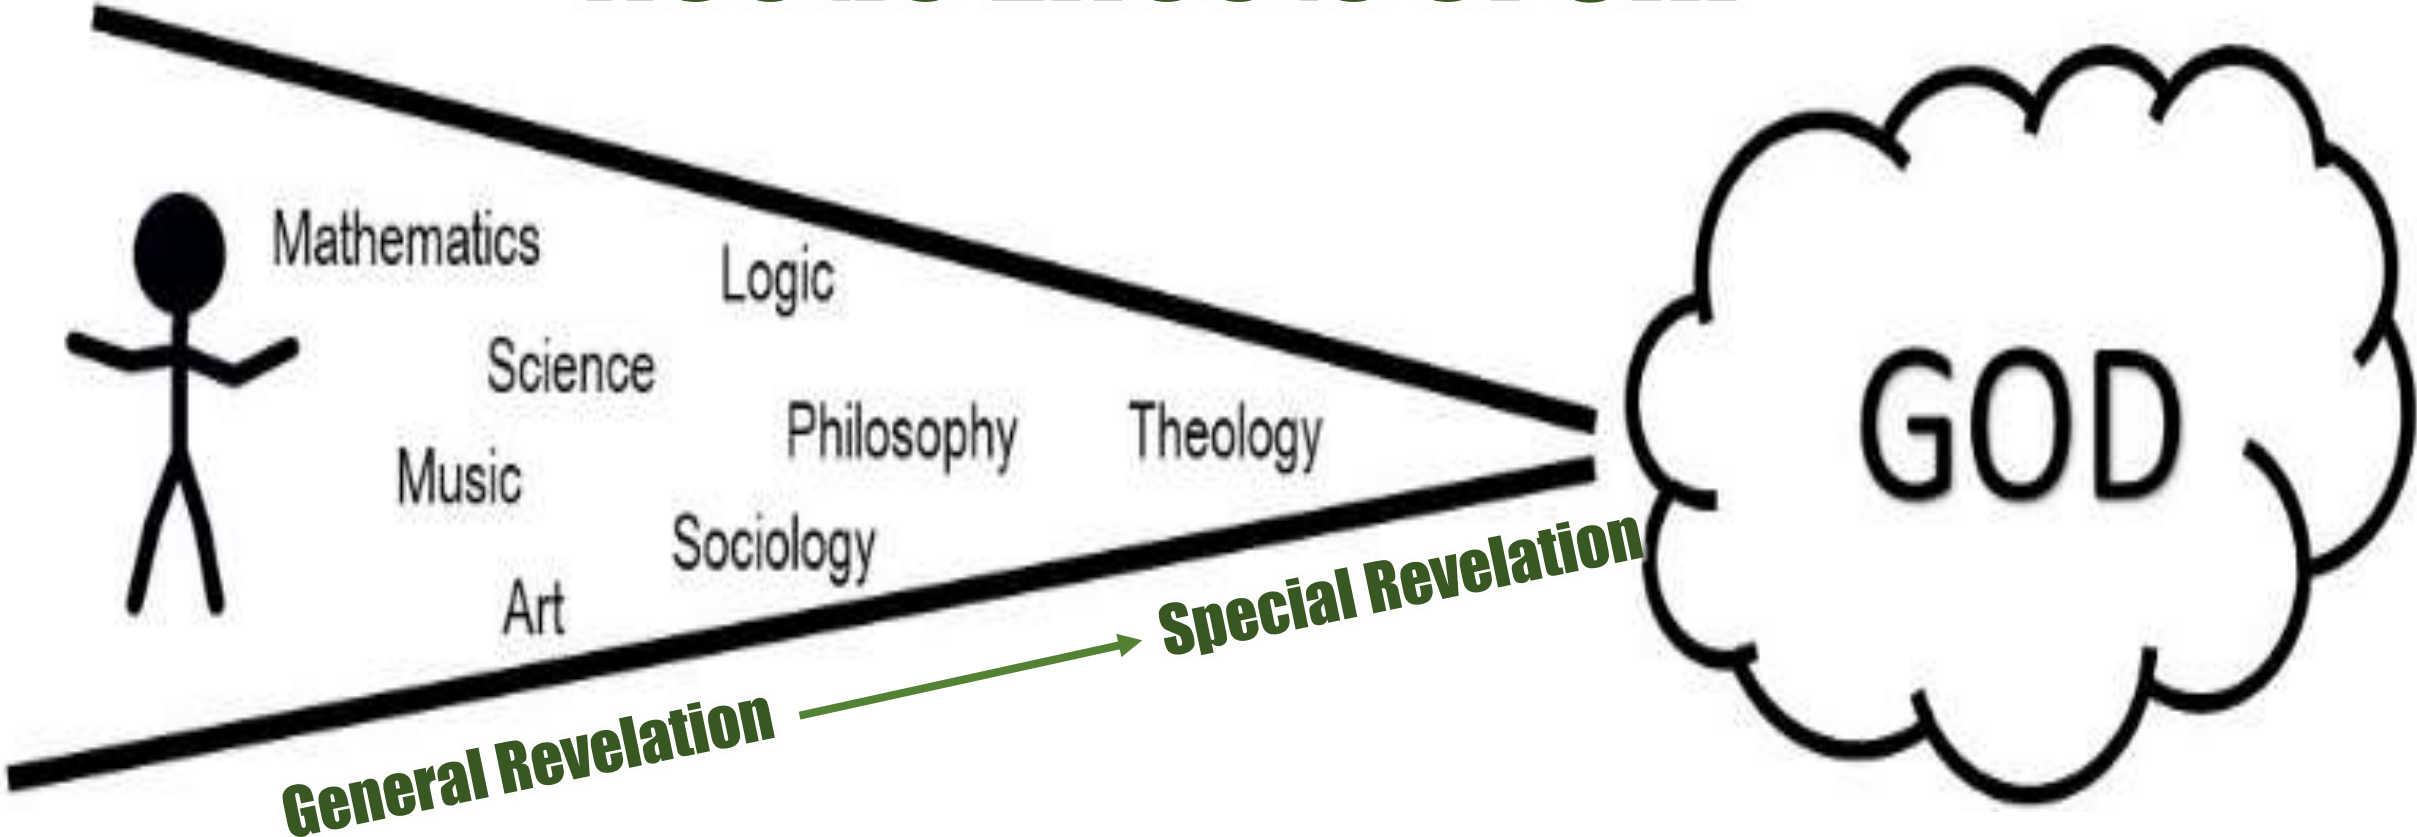 Mathematics
Logic
Science
Philosophy
Theology
Music
Sociology
Art
GOD
General Revelation
Special Revelation